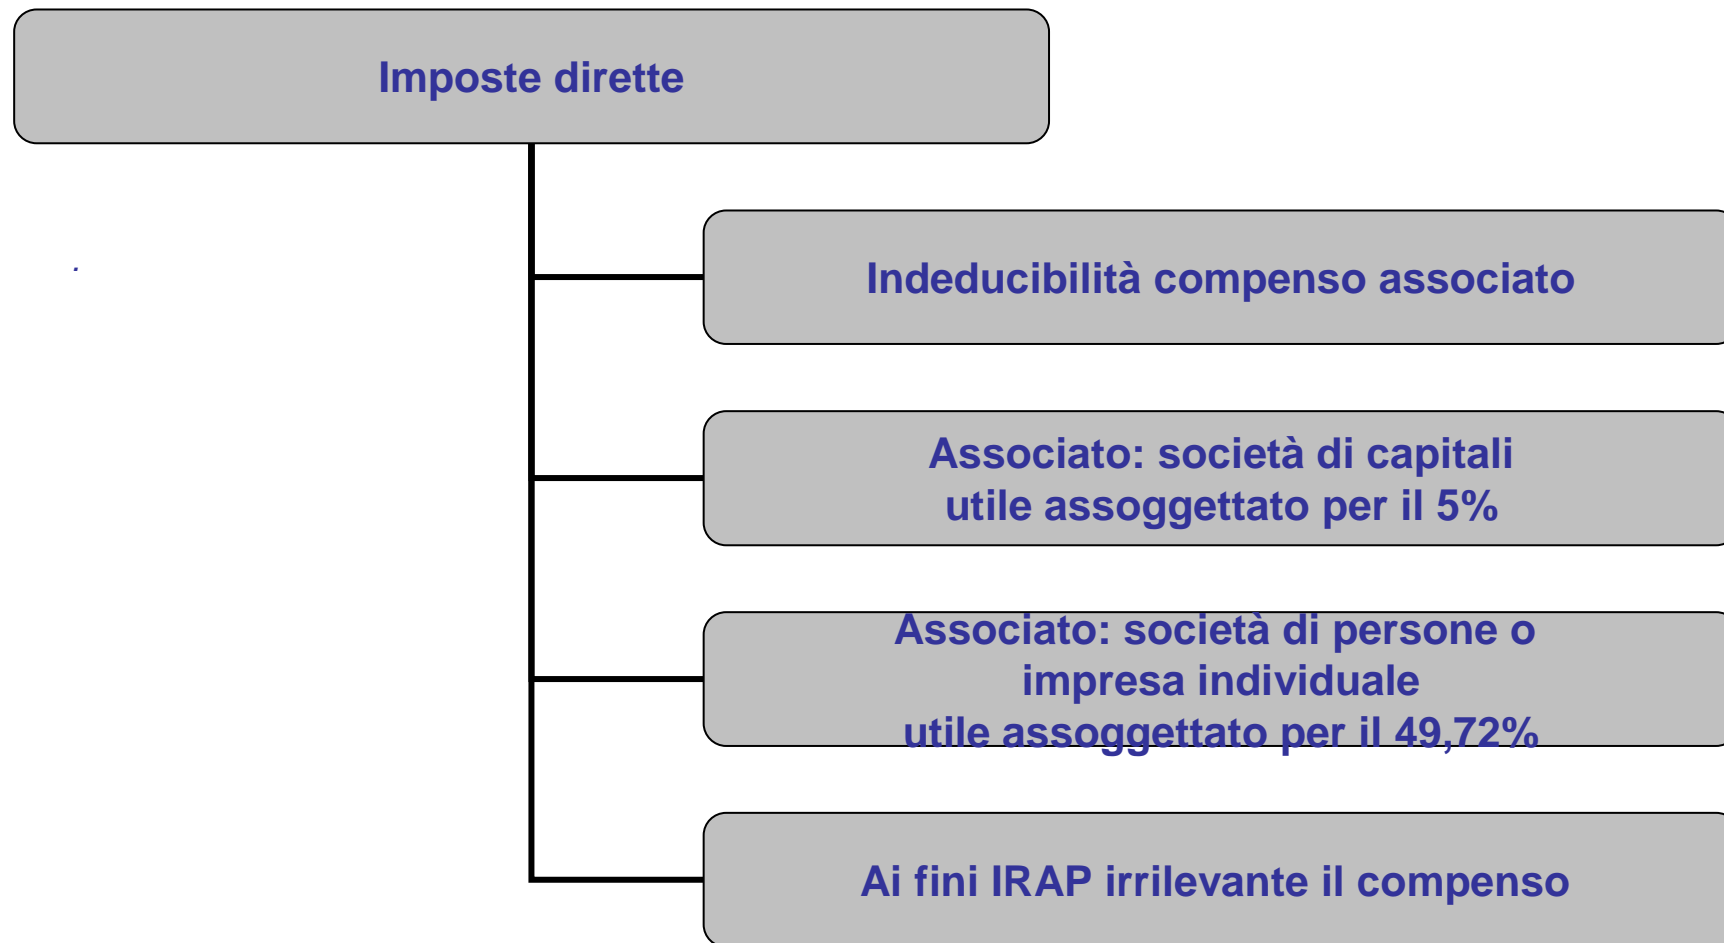 Imposte dirette
.
Indeducibilità compenso associato
Associato: società di capitali
utile assoggettato per il 5%
Associato: società di persone o
impresa individuale
utile assoggettato per il 49,72%
Ai fini IRAP irrilevante il compenso